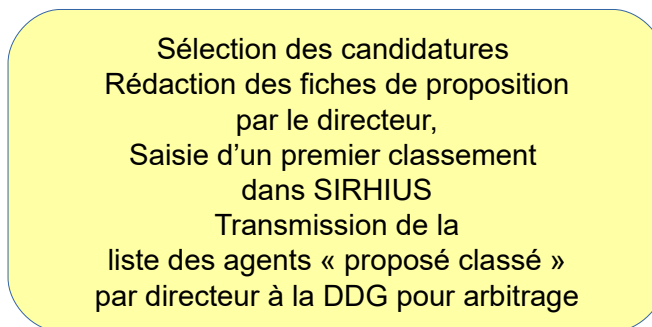 Sélection des candidatures
Rédaction des fiches de proposition
par le directeur,
Saisie d’un premier classement
dans SIRHIUS
Transmission de la
liste des agents « proposé classé »
par directeur à la DDG pour arbitrage